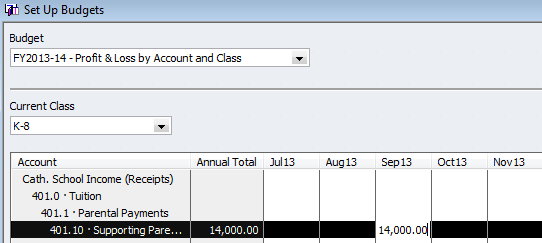 Set Up Budgets
Budget
FY2013-14 - Profit & Loss by Account and Class
Current Class
K-8
Account Annual Total Jul13 Aug13 Sep13 Oct13 Nov13
Cath. School Income (Receipts)
401.0 · Tuition
401.1 · Parental Payments
401.10 · Supporting Pare... 14,000.00 14,000.00